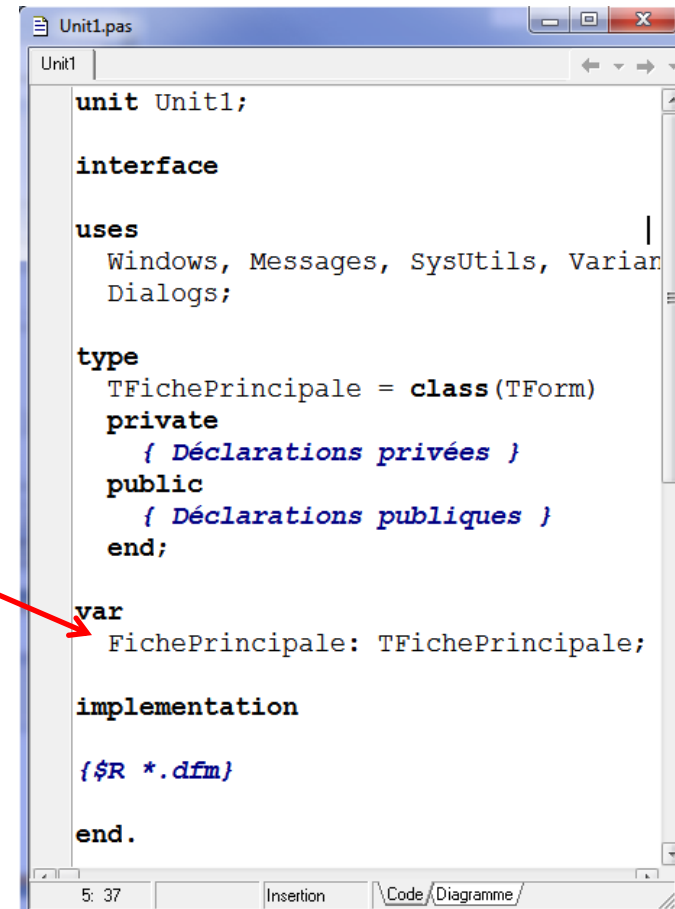 Unit1.pas
Unit1
unit Unit1;
interface
uses
Windows, Messages, SysUtils, Varian
Dialogs;
type
TFichePrincipale = class(TForm)
private
{ Déclarations privées }
public
{ Déclarations publiques }
end;
var
FichePrincipale: TFichePrincipale;
implementation
{$R *.dfm}
end.
5: 37 Insertion \Code/Diagramme/